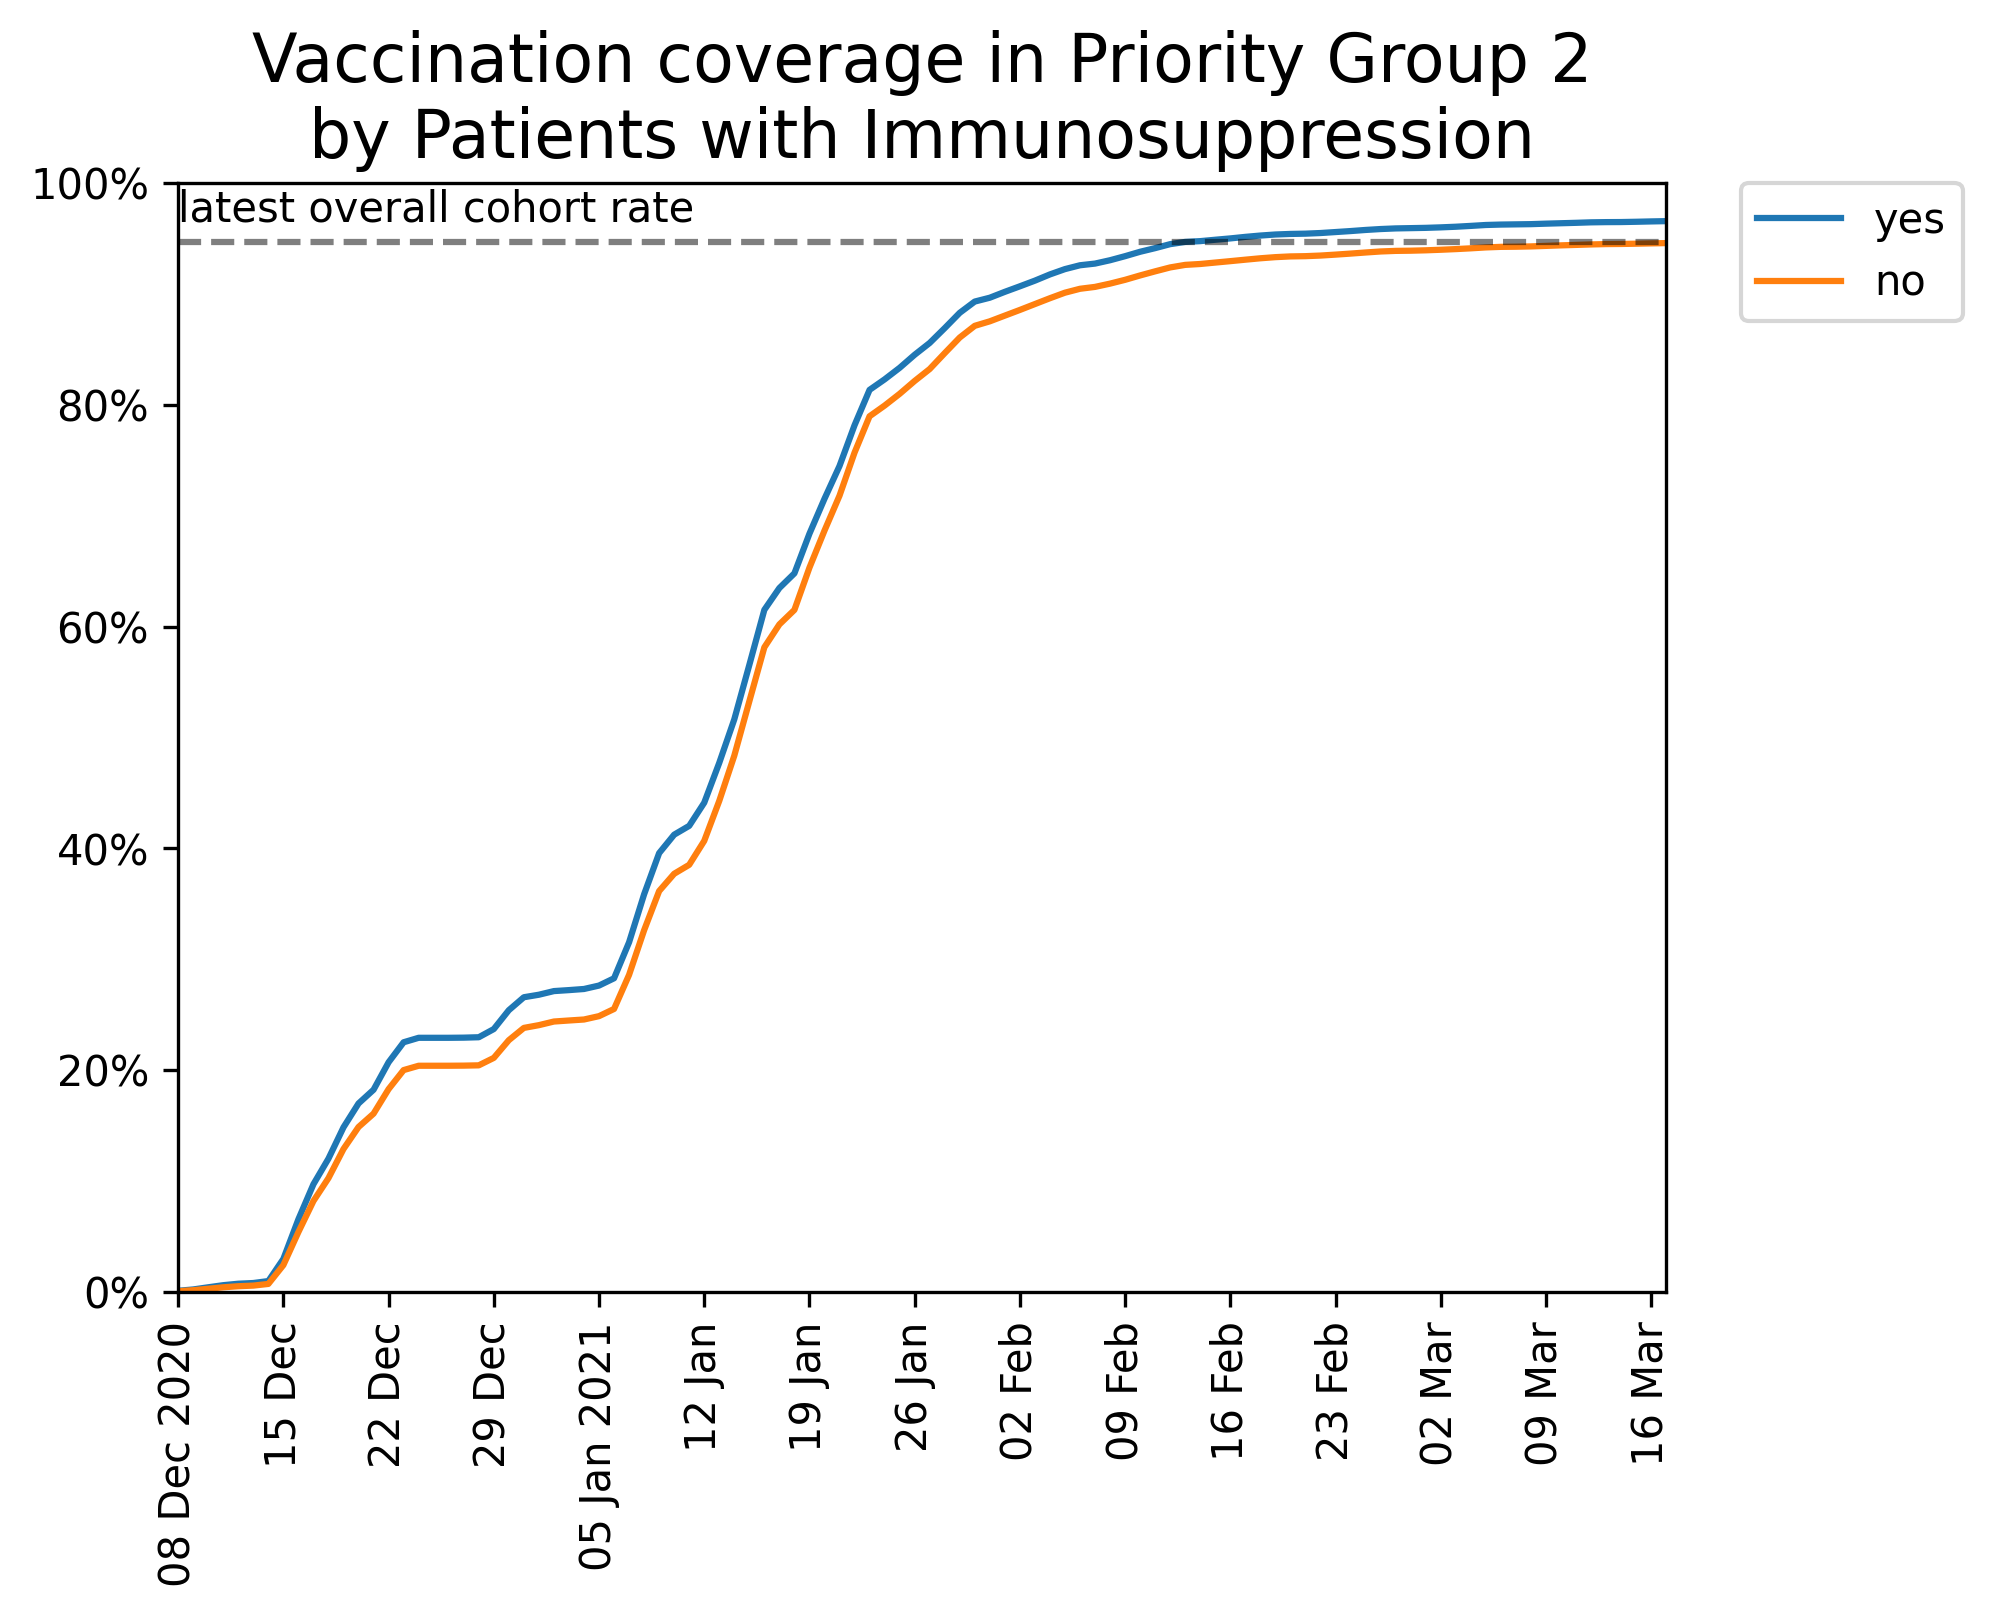 Vaccination coverage in Priority Group 2
by Patients with Immunosuppression
100%
80%
60%
40%
20%
0%
latest overall cohort rate
yes
no
08 Dec 2020
15 Dec
22 Dec
29 Dec
05 Jan 2021
12 Jan
19 Jan
26 Jan
02 Feb
09 Feb
16 Feb
23 Feb
02 Mar
09 Mar
16 Mar